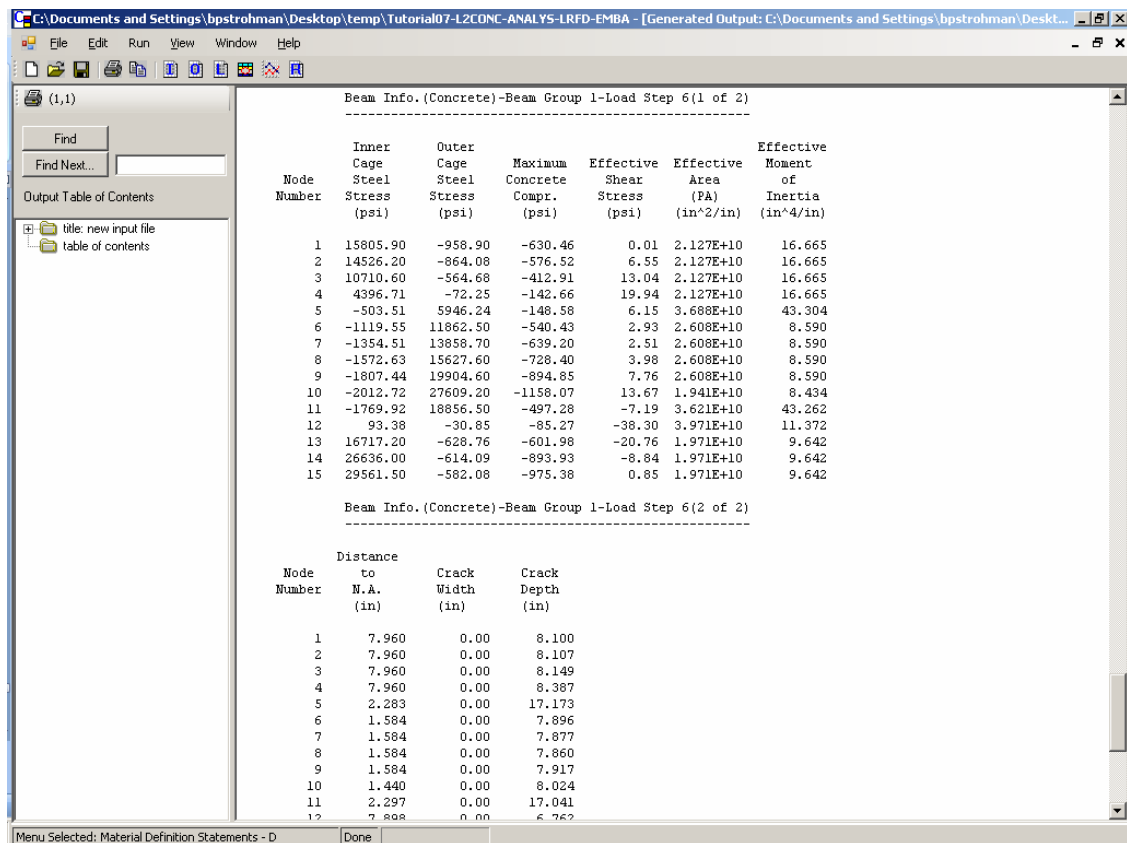 C:\Documents and Settings\bpstrohman\Desktop\temp\Tutorial07-L2CONC-ANALYS-LRFD-EMBA - [Generated Output: C:\Documents and Settings\bpstrohman\Deskt...
File Edit Run View Window Help
(1,1)
Find
Find Next...
Output Table of Contents
title: new input file
table of contents
Beam Info.(Concrete)-Beam Group 1-Load Step 6(1 of 2)
------------------------------------------------------
Inner Outer Effective
Cage Cage Maximum Effective Effective Moment
Node Steel Steel Concrete Shear Area of
Number Stress Stress Compr. Stress (PA) Inertia
(psi) (psi) (psi) (psi) (in^2/in) (in^4/in)
1 15805.90 -958.90 -630.46 0.01 2.127E+10 16.665
2 14526.20 -864.08 -576.52 6.55 2.127E+10 16.665
3 10710.60 -564.68 -412.91 13.04 2.127E+10 16.665
4 4396.71 -72.25 -142.66 19.94 2.127E+10 16.665
5 -503.51 5946.24 -148.58 6.15 3.688E+10 43.304
6 -1119.55 11862.50 -540.43 2.93 2.608E+10 8.590
7 -1354.51 13858.70 -639.20 2.51 2.608E+10 8.590
8 -1572.63 15627.60 -728.40 3.98 2.608E+10 8.590
9 -1807.44 19904.60 -894.85 7.76 2.608E+10 8.590
10 -2012.72 27609.20 -1158.07 13.67 1.941E+10 8.434
11 -1769.92 18856.50 -497.28 -7.19 3.621E+10 43.262
12 93.38 -30.85 -85.27 -38.30 3.971E+10 11.372
13 16717.20 -628.76 -601.98 -20.76 1.971E+10 9.642
14 26636.00 -614.09 -893.93 -8.84 1.971E+10 9.642
15 29561.50 -582.08 -975.38 0.85 1.971E+10 9.642
Beam Info.(Concrete)-Beam Group 1-Load Step 6(2 of 2)
------------------------------------------------------
Distance
Node to Crack Crack
Number N.A. Width Depth
(in) (in) (in)
1 7.960 0.00 8.100
2 7.960 0.00 8.107
3 7.960 0.00 8.149
4 7.960 0.00 8.387
5 2.283 0.00 17.173
6 1.584 0.00 7.896
7 1.584 0.00 7.877
8 1.584 0.00 7.860
9 1.584 0.00 7.917
10 1.440 0.00 8.024
11 2.297 0.00 17.041
12 7.898 0.00 6.762
Menu Selected: Material Definition Statements - D Done